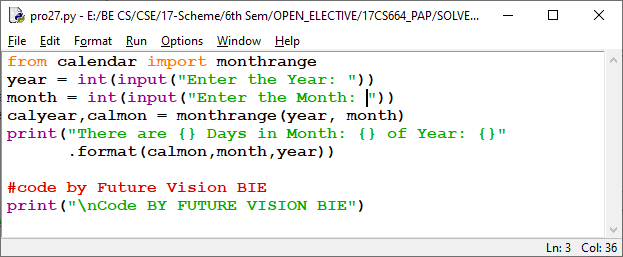 pro27.py - E:/BE CS/CSE/17-Scheme/6th Sem/OPEN_ELECTIVE/17CS664_PAP/SOLVE...
File Edit Format Run Options Window Help
from calendar import monthrange
year = int(input("Enter the Year: "))
month = int(input("Enter the Month: "))
calyear,calmon = monthrange(year, month)
print("There are {} Days in Month: {} of Year: {}"
      .format(calmon,month,year))
#code by Future Vision BIE
print("\nCode BY FUTURE VISION BIE")
Ln: 3 Col: 36